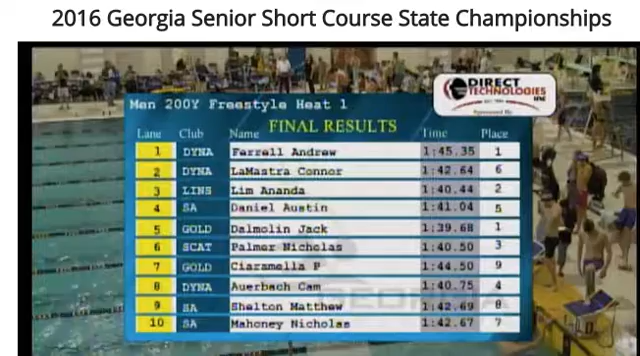 2016 Georgia Senior Short Course State Championships
DIRECT
TECHNOLOGIES
INC
Men 200Y Freestyle Heat 1
FINAL RESULTS
Lane Club Name Time Place
1 DYNA Farrell Andrew 1:45.35 1
2 DYNA LaMastra Connor 1:42.64 6
3 LINS Lim Ananda 1:40.44 2
4 SA Daniel Austin 1:41.04 5
5 GOLD Dalmolin Jack 1:39.68 1
6 SCAT Palmer Nicholas 1:40.50 3
7 GOLD Ciaramella P 1:44.50 9
8 DYNA Auerbach Cam 1:40.75 4
9 SA Shelton Matthew 1:42.69 8
10 SA Mahoney Nicholas 1:42.67 7